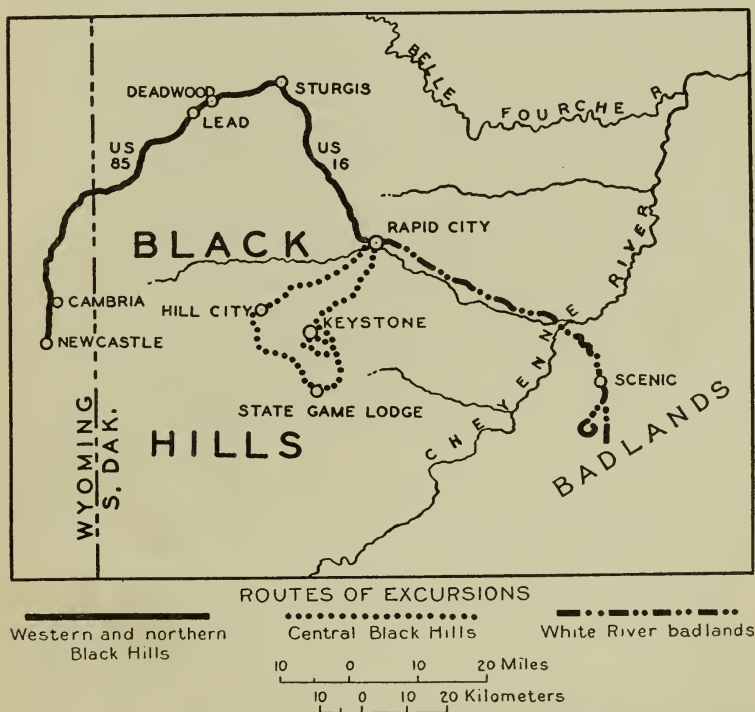 BELLE
FOURCHE R.
DEADWOOD
STURGIS
LEAD
US
85
US
16
RAPID CITY
BLACK
CHEYENNE RIVER
CAMBRIA
HILL CITY
KEYSTONE
NEWCASTLE
SCENIC
STATE GAME LODGE
HILLS
BADLANDS
WYOMING
S. DAK.
ROUTES OF EXCURSIONS
Western and northern
Black Hills
Central Black Hills
White River badlands
10 0 10 20 Miles
10 0 10 20 Kilometers